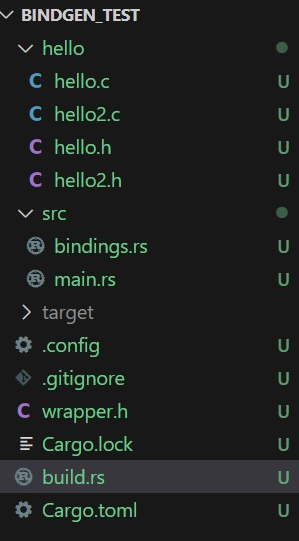 BINDGEN_TEST
hello
C hello.c U
C hello2.c U
C hello.h U
C hello2.h U
src
bindings.rs U
main.rs U
target
.config U
.gitignore U
C wrapper.h U
Cargo.lock U
build.rs U
Cargo.toml U